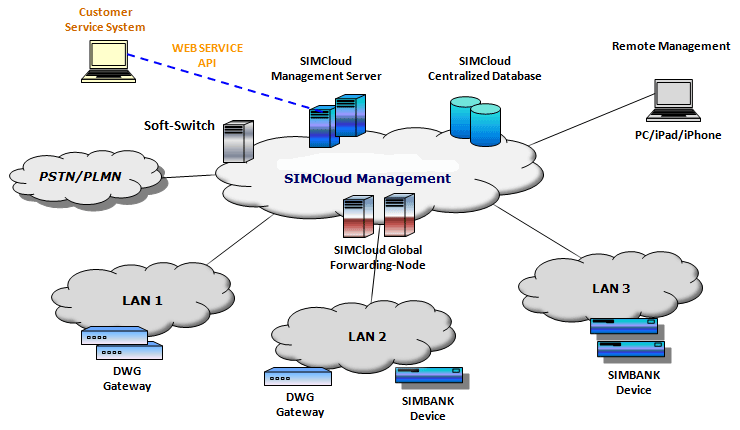 Customer
Service System
WEB SERVICE
API
SIMCloud
Management Server
SIMCloud
Centralized Database
Remote Management
PC/iPad/iPhone
Soft-Switch
PSTN/PLMN
SIMCloud Management
SIMCloud Global
Forwarding-Node
LAN 1
LAN 2
LAN 3
DWG
Gateway
DWG
Gateway
SIMBANK
Device
SIMBANK
Device